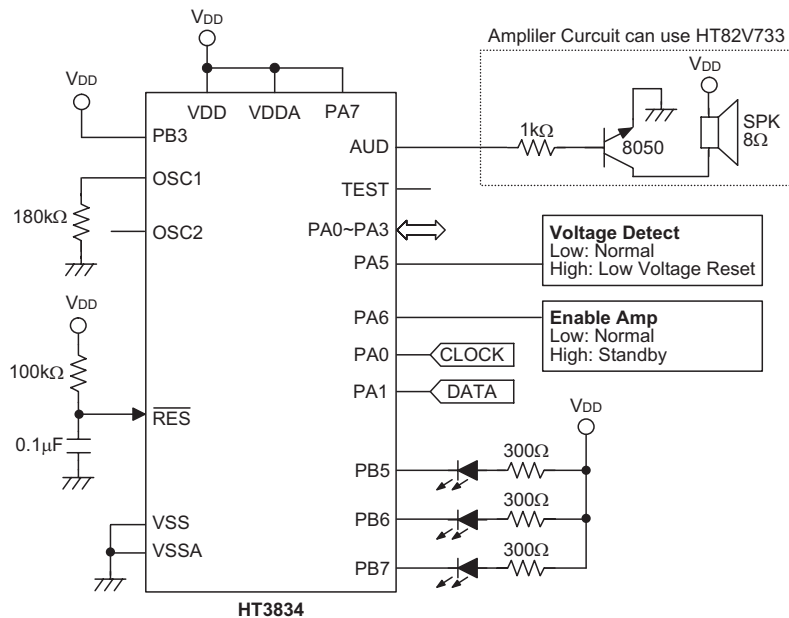 Ampliler Curcuit can use HT82V733
VDD
VDD
VDD
VDD VDDA PA7
PB3
AUD
1kΩ
8050
SPK
8Ω
OSC1
TEST
180kΩ
OSC2
PA0~PA3
PA5
Voltage Detect
Low: Normal
High: Low Voltage Reset
VDD
PA6
Enable Amp
Low: Normal
High: Standby
100kΩ
PA0
CLOCK
PA1
DATA
RES
VDD
0.1μF
PB5
300Ω
PB6
300Ω
VSS
VSSA
PB7
300Ω
HT3834